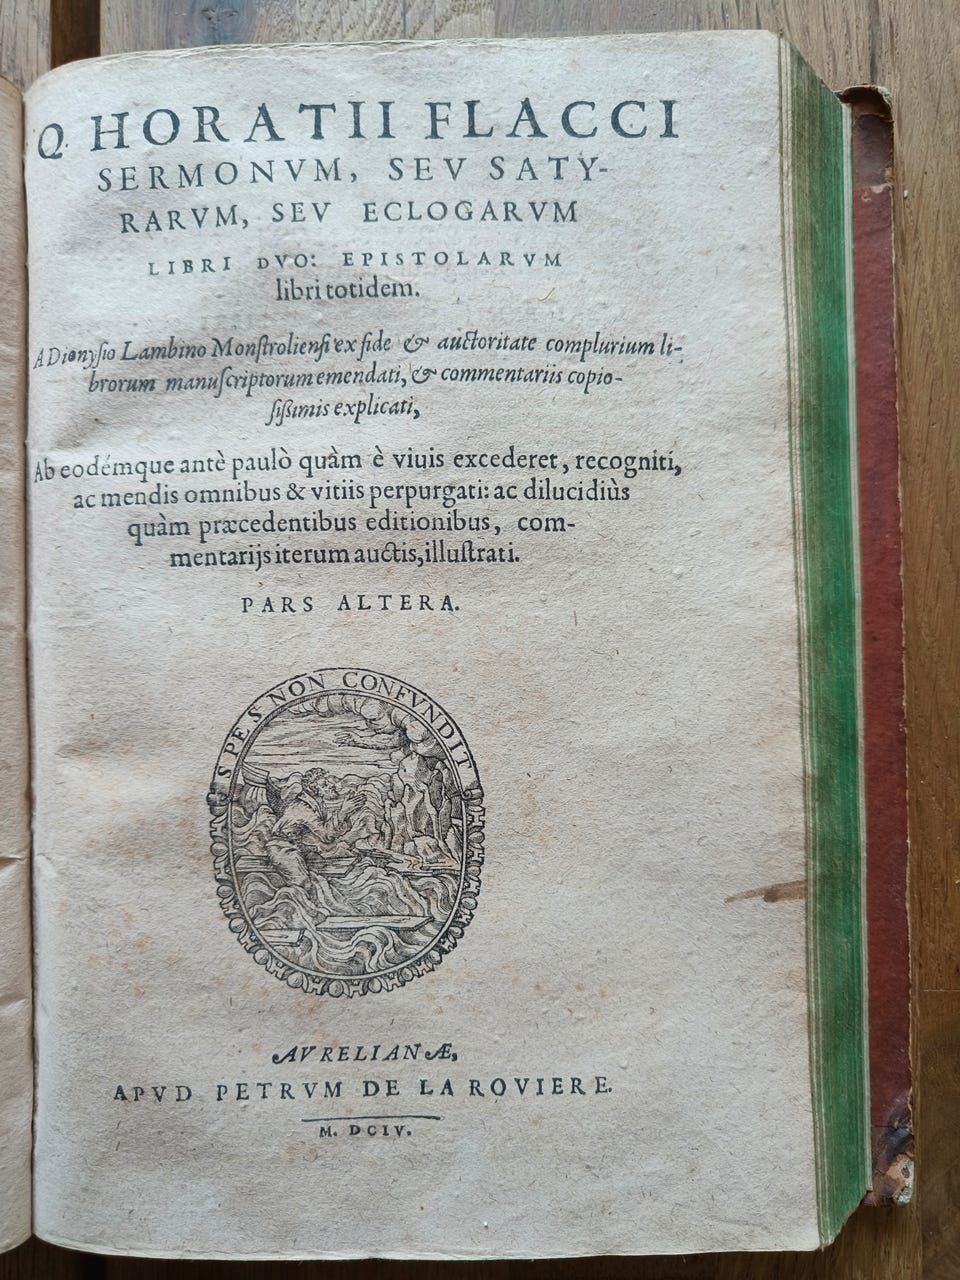 Q. HORATII FLACCI
SERMONVM, SEV SATY-
RARVM, SEV ECLOGARVM
LIBRI DVO: EPISTOLARVM
libri totidem.
A Dionyſio Lambino Monſtrolienſi ex fide & auctoritate complurium li-
brorum manuſcriptorum emendati, & commentariis copio-
ſißimis explicati,
Ab eodémque antè paulò quàm è viuis excederet, recogniti,
ac mendis omnibus & vitiis perpurgati: ac dilucidiùs
quàm præcedentibus editionibus, com-
mentarijs iterum auctis, illuſtrati.
PARS ALTERA.
SPES NON CONFVNDIT
AVRELIANÆ,
APVD PETRVM DE LA ROVIERE.
M. DCIV.